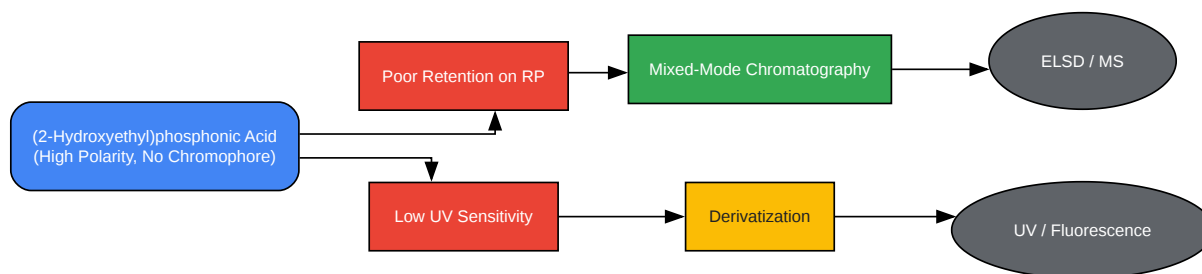 (2-Hydroxyethyl)phosphonic Acid
(High Polarity, No Chromophore)
Poor Retention on RP
Mixed-Mode Chromatography
ELSD / MS
Low UV Sensitivity
Derivatization
UV / Fluorescence